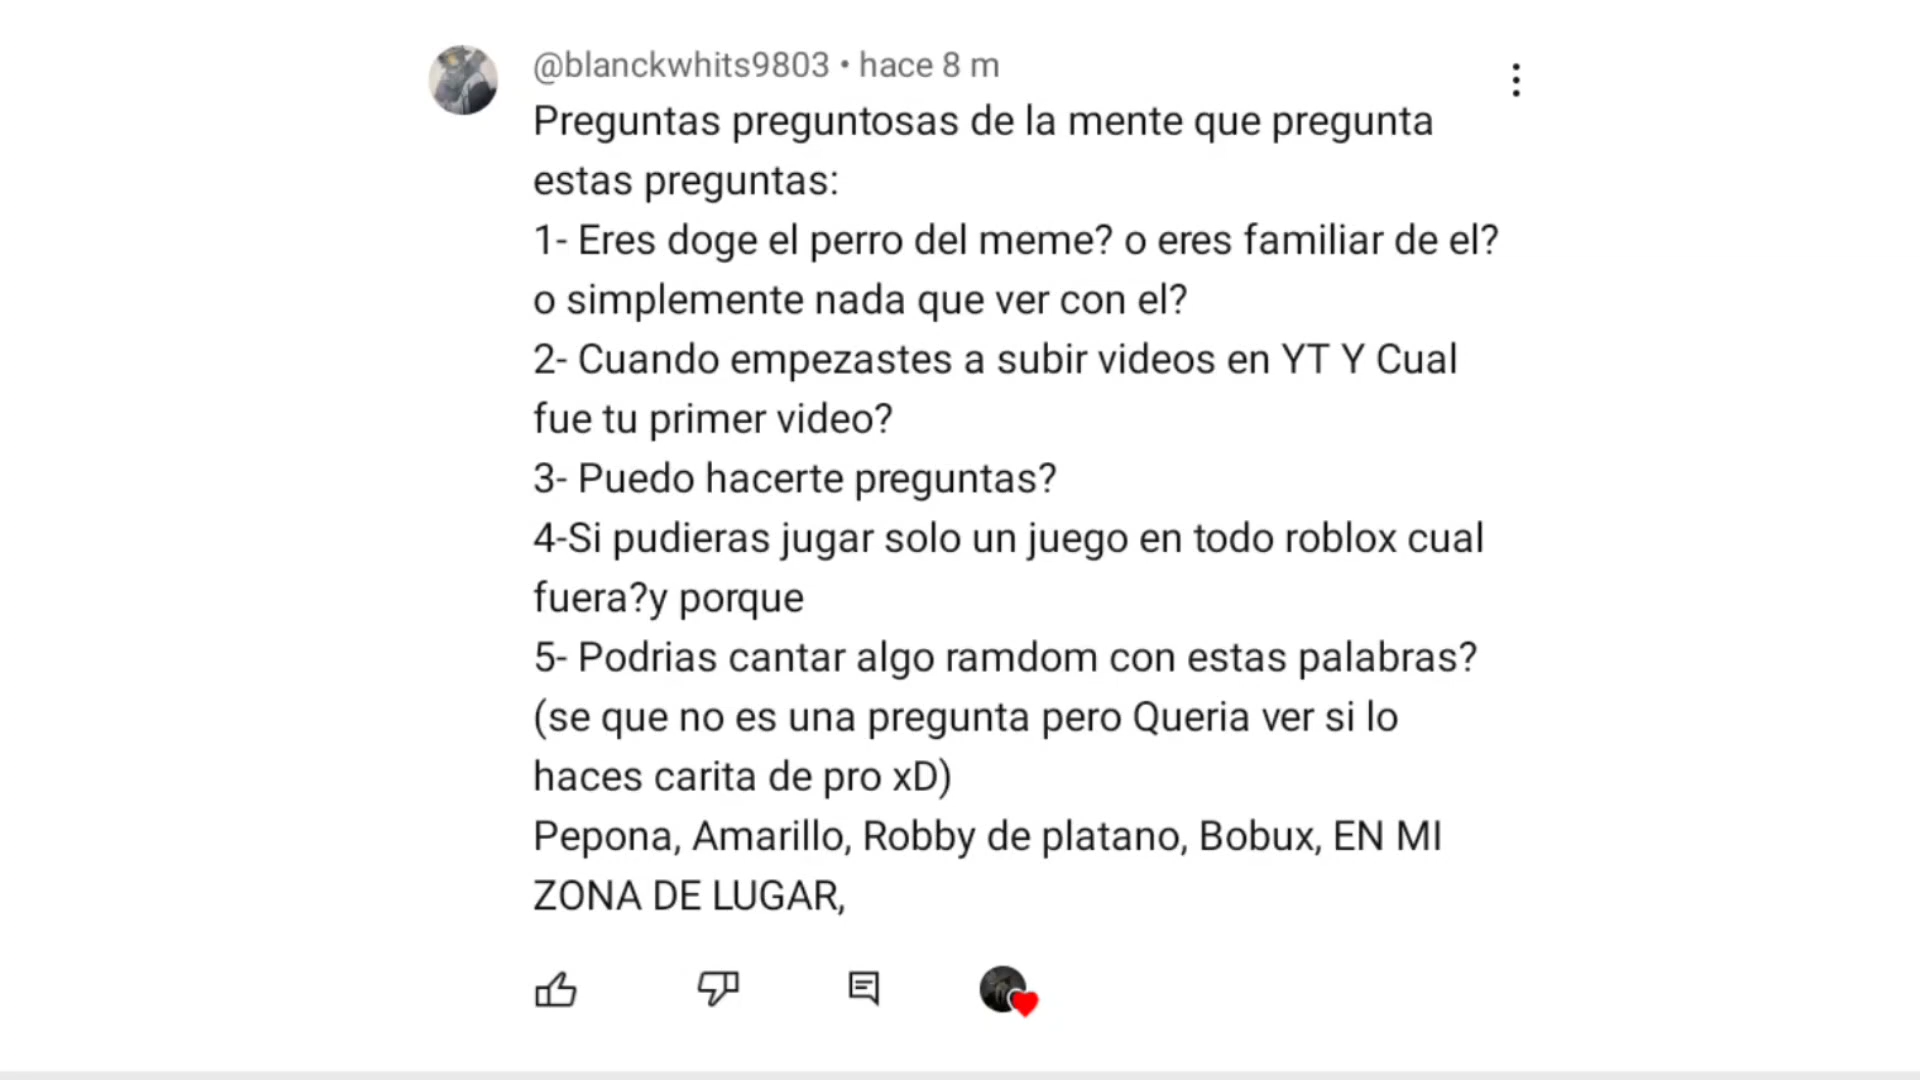 @blanckwhits9803 • hace 8 m
Preguntas preguntosas de la mente que pregunta
estas preguntas:
1- Eres doge el perro del meme? o eres familiar de el?
o simplemente nada que ver con el?
2- Cuando empezastes a subir videos en YT Y Cual
fue tu primer video?
3- Puedo hacerte preguntas?
4-Si pudieras jugar solo un juego en todo roblox cual
fuera?y porque
5- Podrias cantar algo ramdom con estas palabras?
(se que no es una pregunta pero Queria ver si lo
haces carita de pro xD)
Pepona, Amarillo, Robby de platano, Bobux, EN MI
ZONA DE LUGAR,